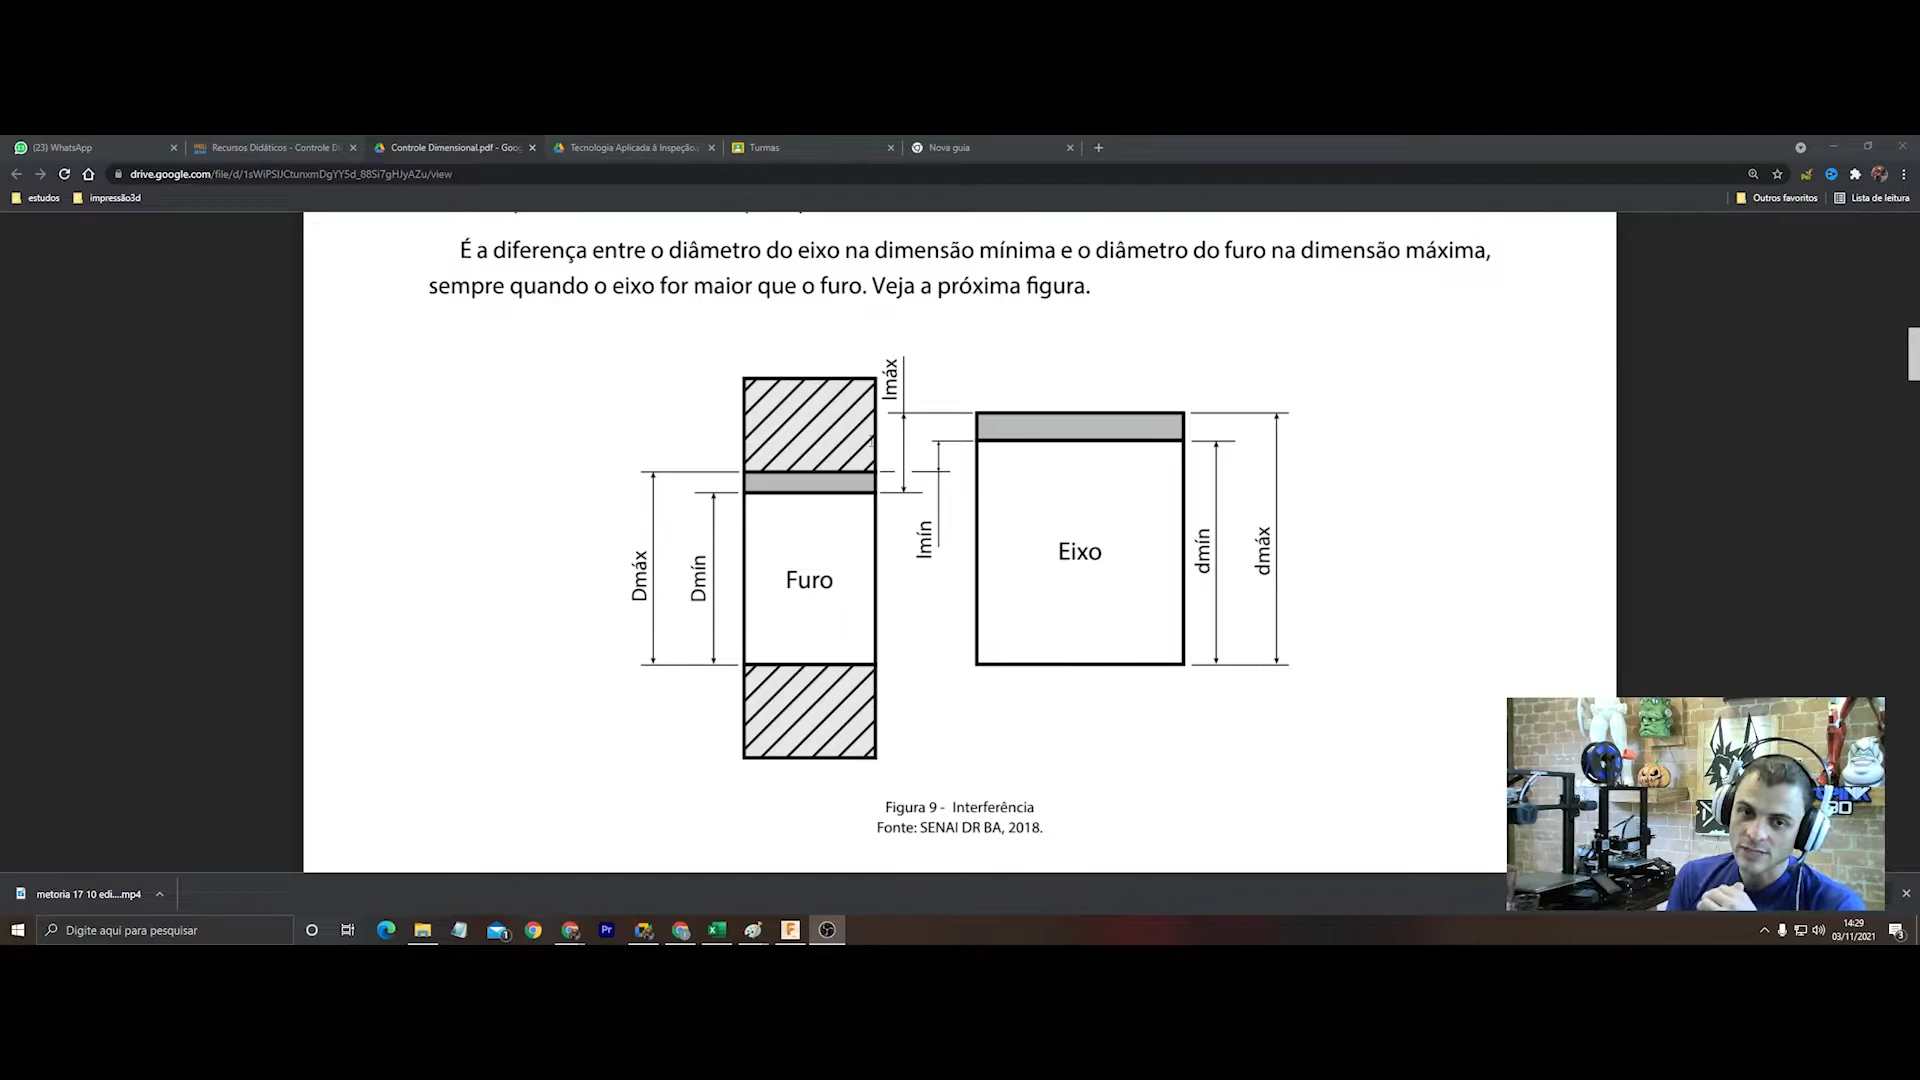 (23) WhatsApp
Recursos Didáticos - Controle Di
Controle Dimensional.pdf - Goo
Tecnologia Aplicada à Inspeção.
Turmas
Nova guia
drive.google.com/file/d/1sWiPSlJCtunxmDgYY5d_88Si7gHJyAZu/view
estudos
impressão3d
Outros favoritos
Lista de leitura
É a diferença entre o diâmetro do eixo na dimensão mínima e o diâmetro do furo na dimensão máxima,
sempre quando o eixo for maior que o furo. Veja a próxima figura.
Imáx
Imín
Dmáx
Dmín
Furo
Eixo
dmín
dmáx
Figura 9 - Interferência
Fonte: SENAI DR BA, 2018.
metoria 17 10 edi....mp4
Digite aqui para pesquisar
14:29
03/11/2021